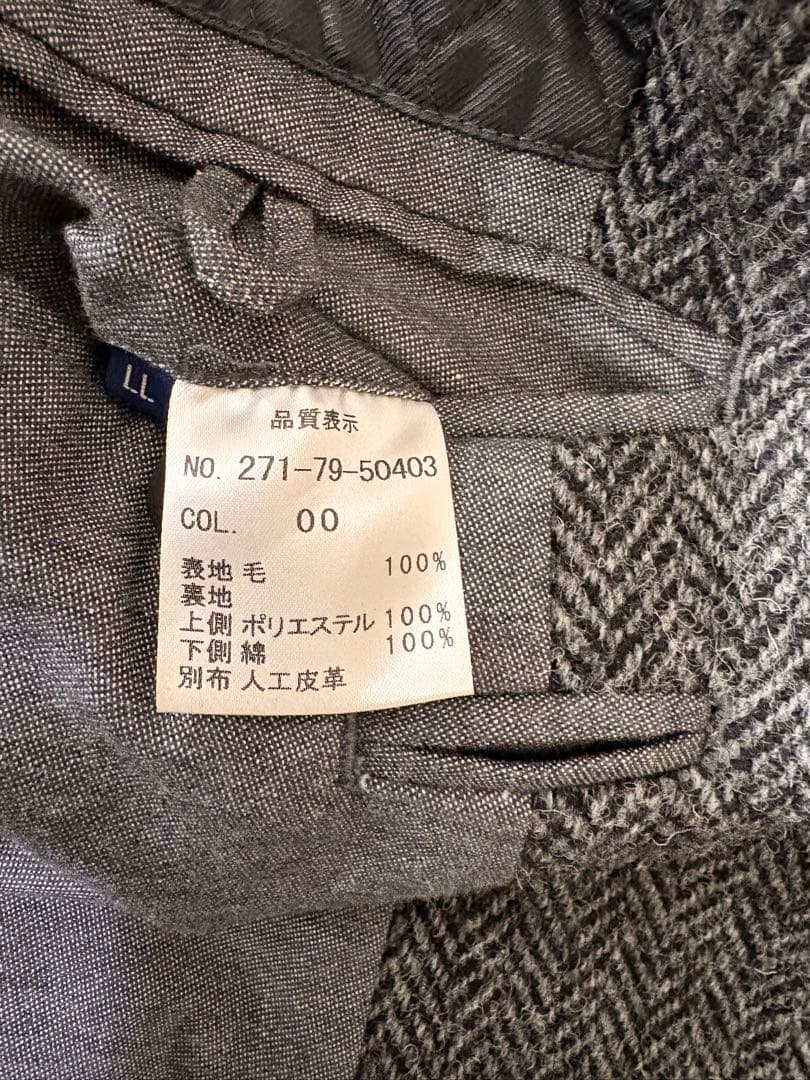 LL
品質表示
NO. 271-79-50403
COL. 00
表地 毛 100%
裏地
上側 ポリエステル 100%
下側 綿 100%
別布 人工皮革